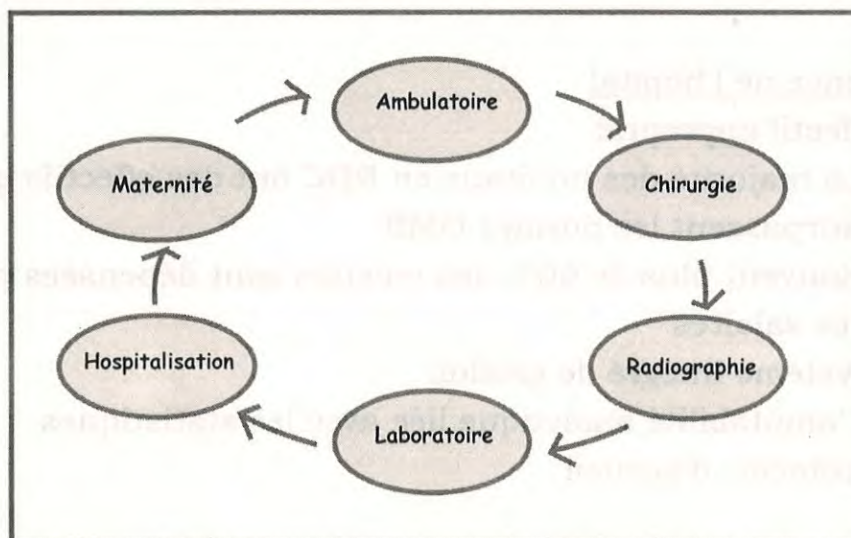 Ambulatoire
Maternité
Chirurgie
Hospitalisation
Radiographie
Laboratoire